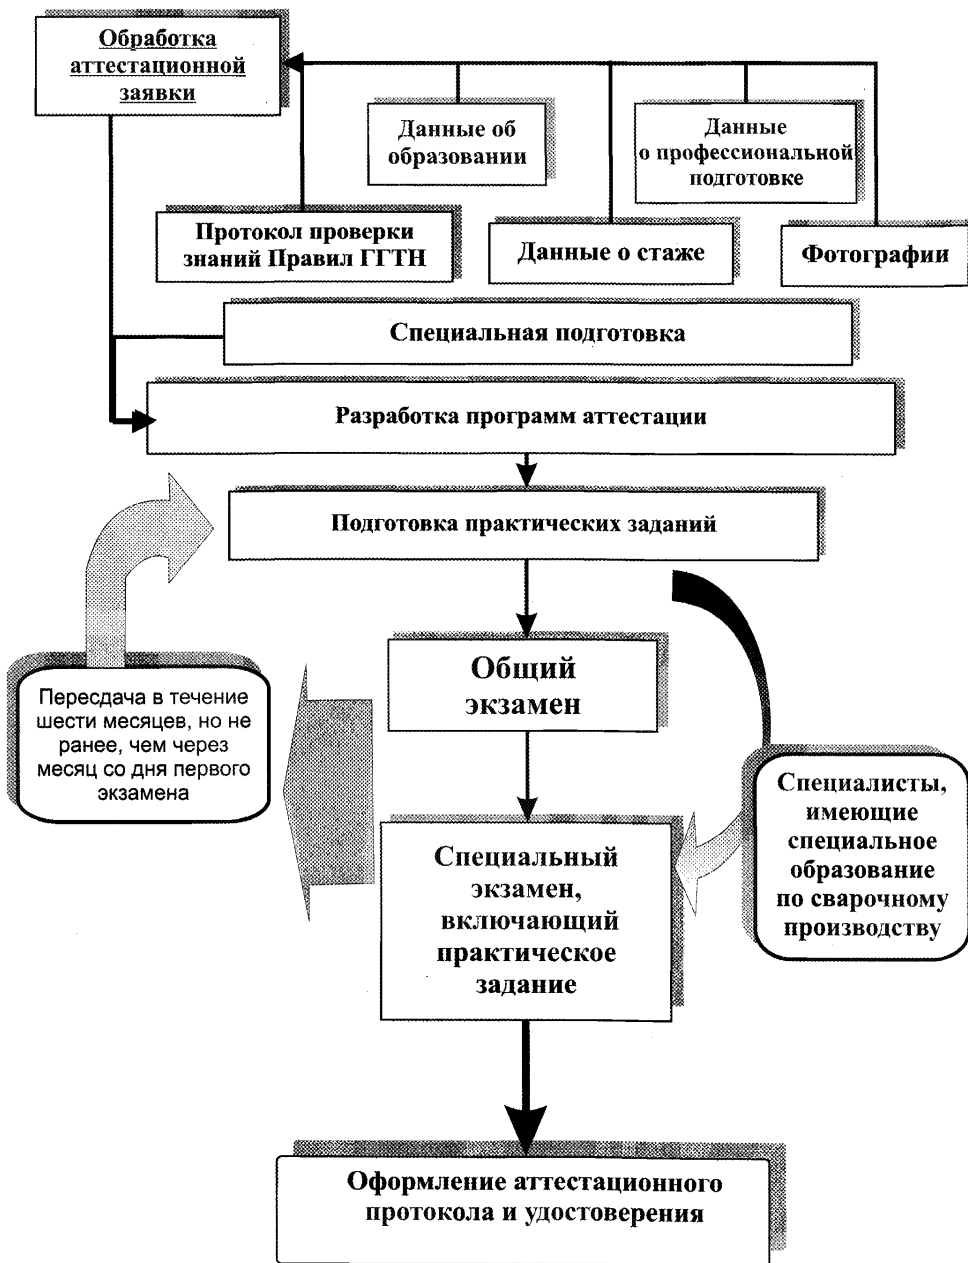 Обработка
аттестационной
заявки
Данные об
образовании
Данные
о профессиональной
подготовке
Протокол проверки
знаний Правил ГГТН
Данные о стаже
Фотографии
Специальная подготовка
Разработка программ аттестации
Подготовка практических заданий
Общий
экзамен
Пересдача в течение
шести месяцев, но не
ранее, чем через
месяц со дня первого
экзамена
Специалисты,
имеющие
специальное
образование
по сварочному
производству
Специальный
экзамен,
включающий
практическое
задание
Оформление аттестационного
протокола и удостоверения